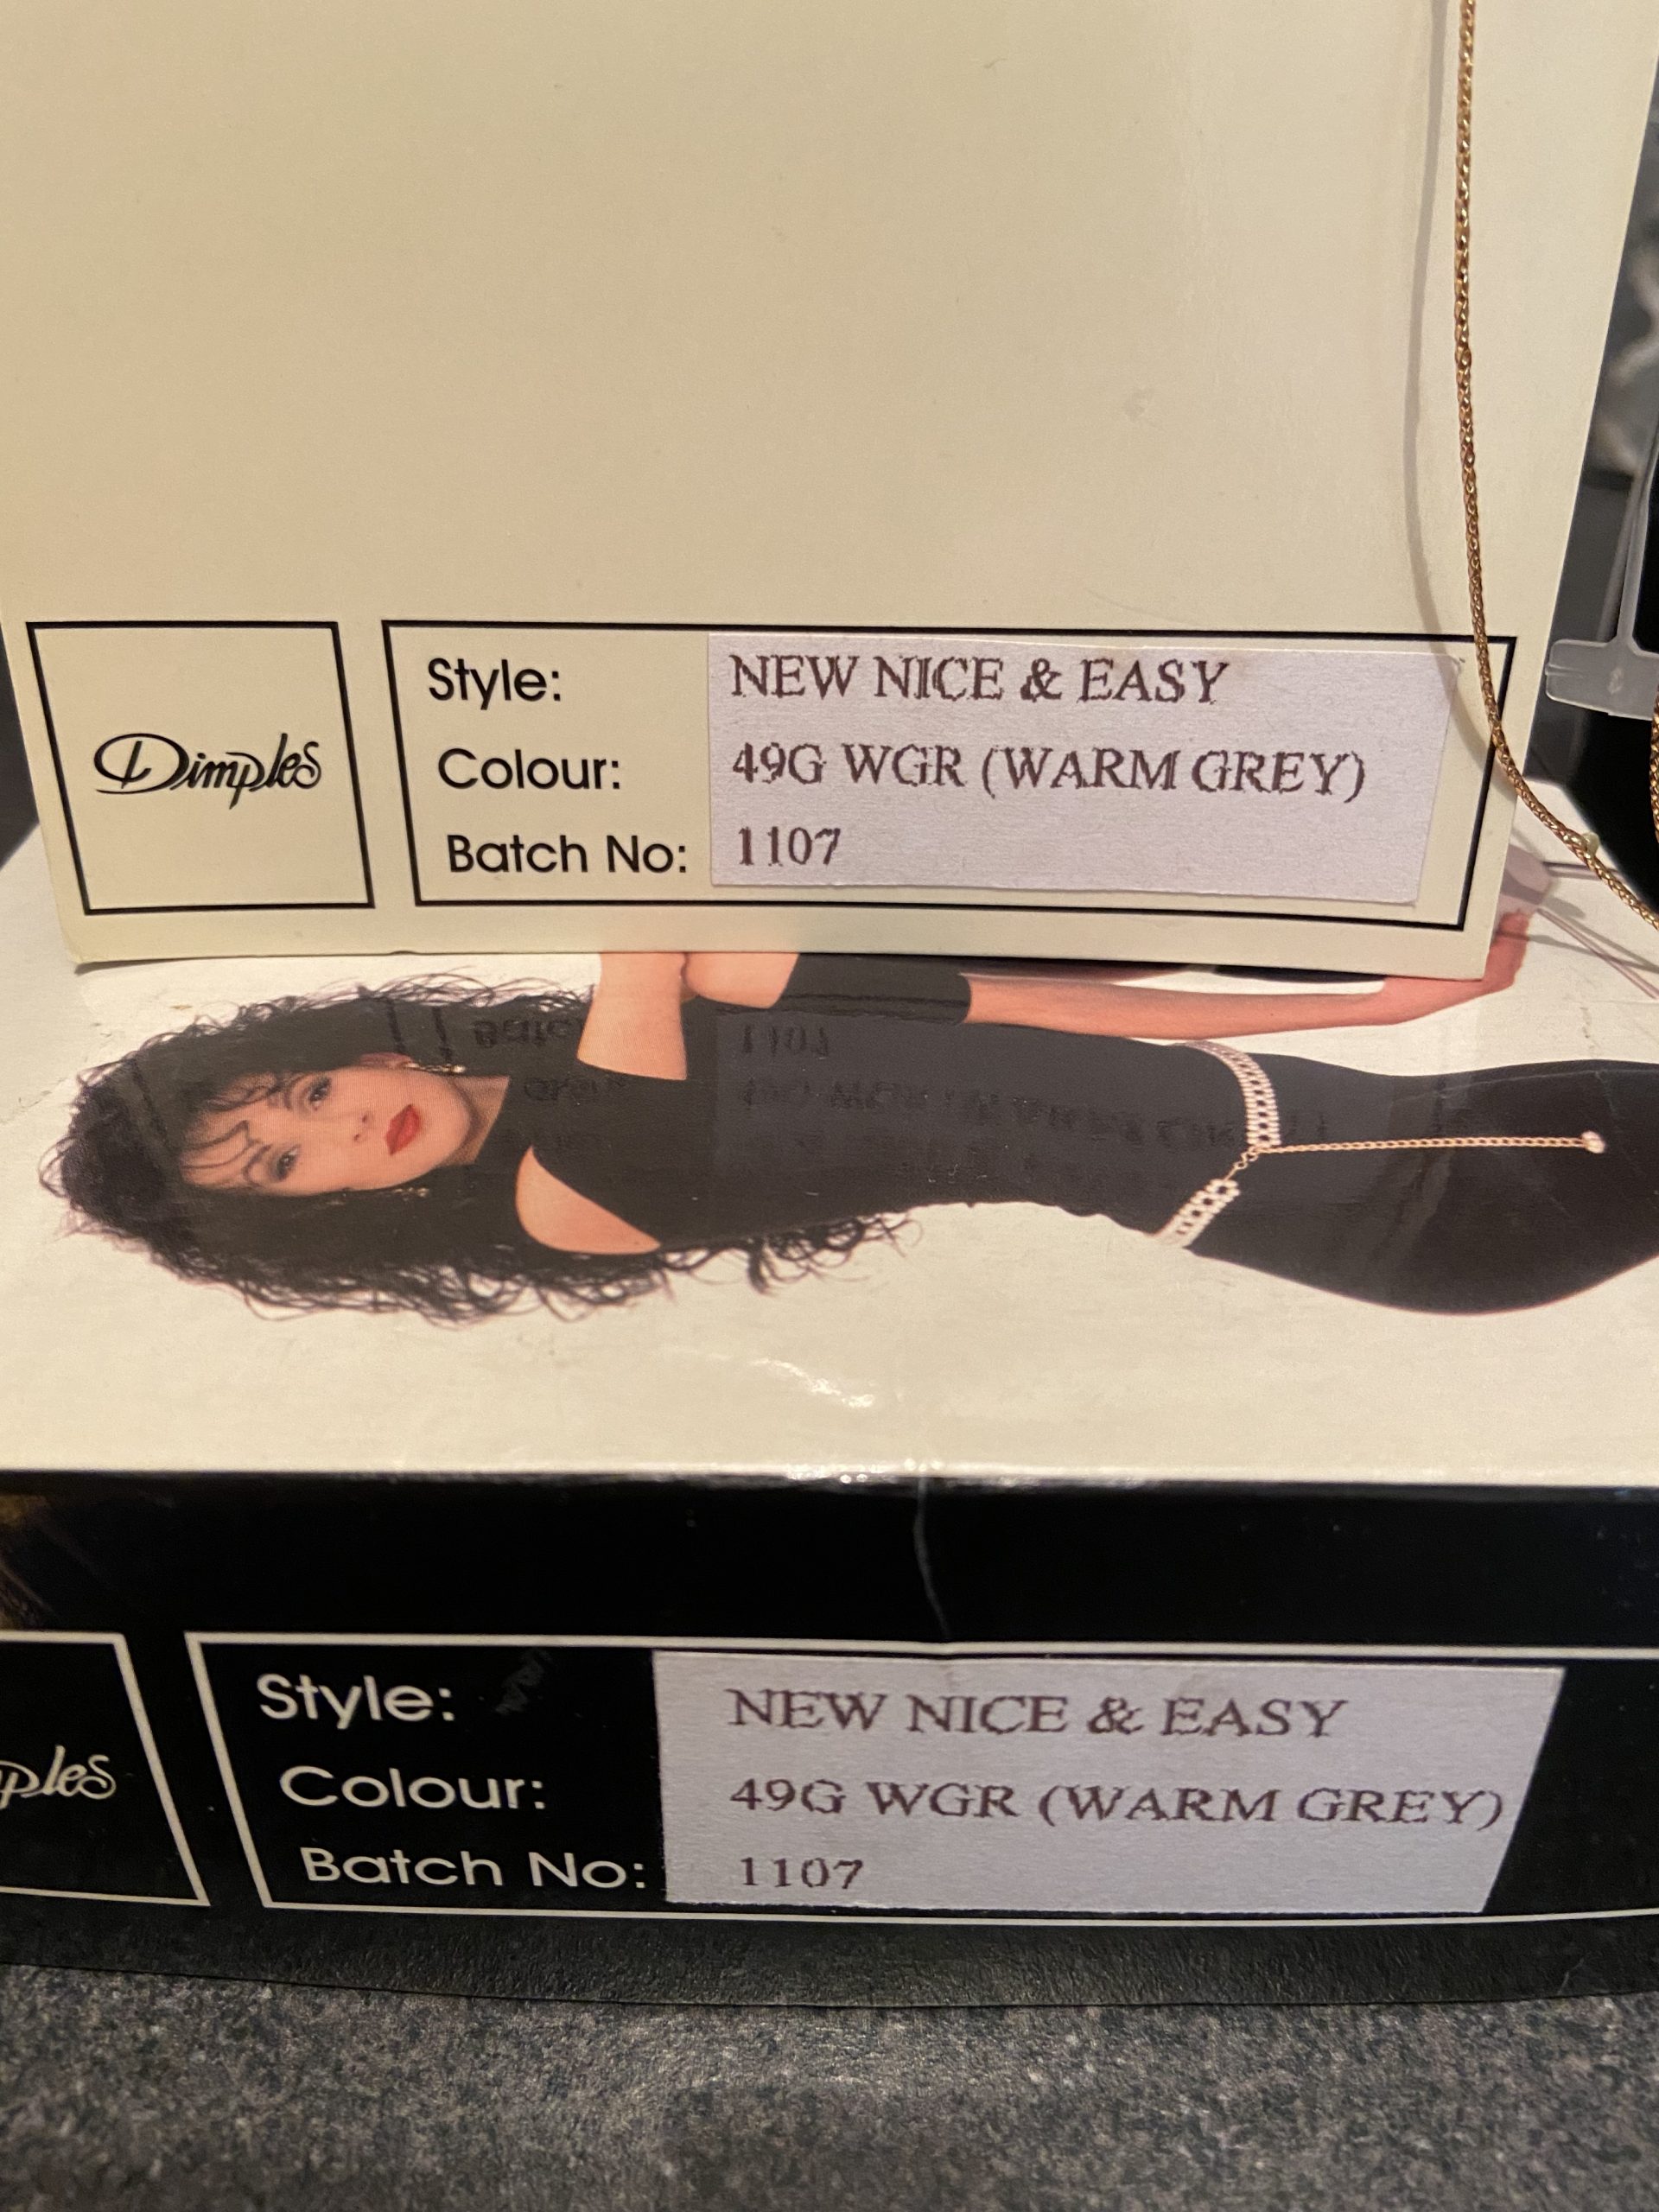 Dimples
Style: NEW NICE & EASY
Colour: 49G WGR (WARM GREY)
Batch No: 1107
ples
Style: NEW NICE & EASY
Colour: 49G WGR (WARM GREY)
Batch No: 1107